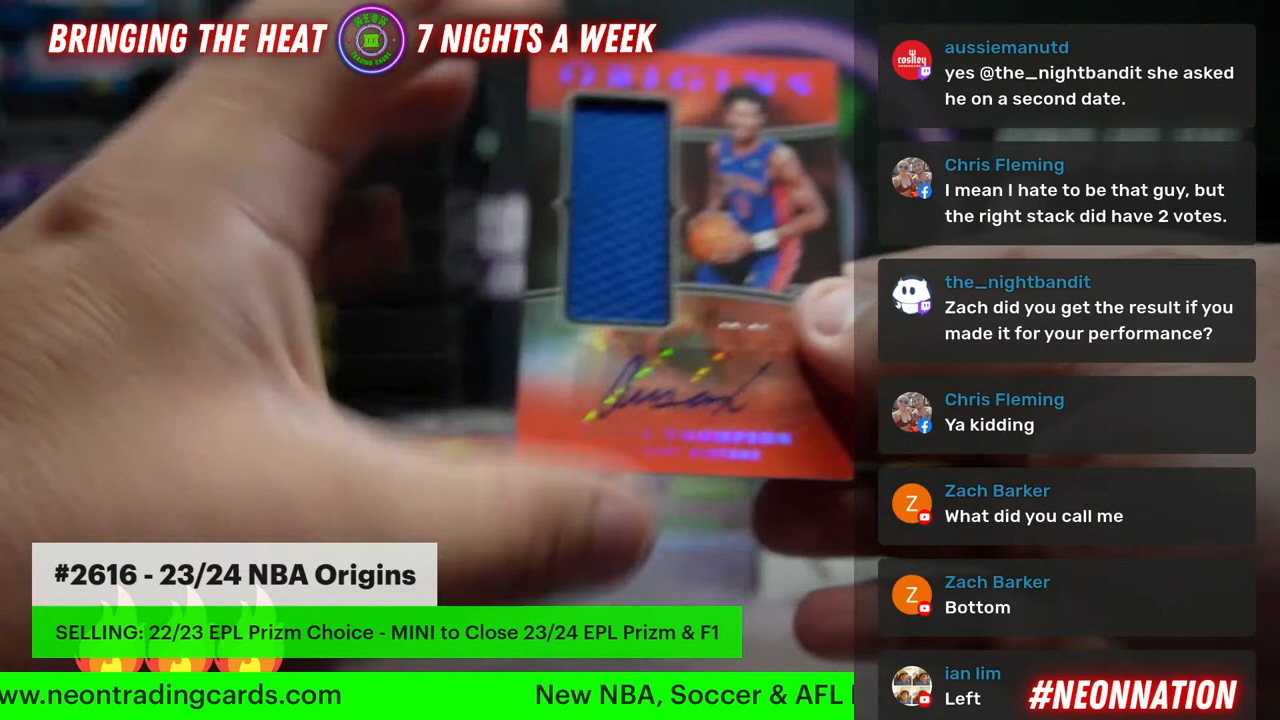 BRINGING THE HEAT
NEON
TRADING CARDS
7 NIGHTS A WEEK
ORIGINS
#2616 - 23/24 NBA Origins
SELLING: 22/23 EPL Prizm Choice - MINI to Close 23/24 EPL Prizm & F1
www.neontradingcards.com
New NBA, Soccer & AFL
aussiemanutd
yes @the_nightbandit she asked
he on a second date.
Chris Fleming
I mean I hate to be that guy, but
the right stack did have 2 votes.
the_nightbandit
Zach did you get the result if you
made it for your performance?
Chris Fleming
Ya kidding
Zach Barker
What did you call me
Zach Barker
Bottom
ian lim
Left
#NEONNATION